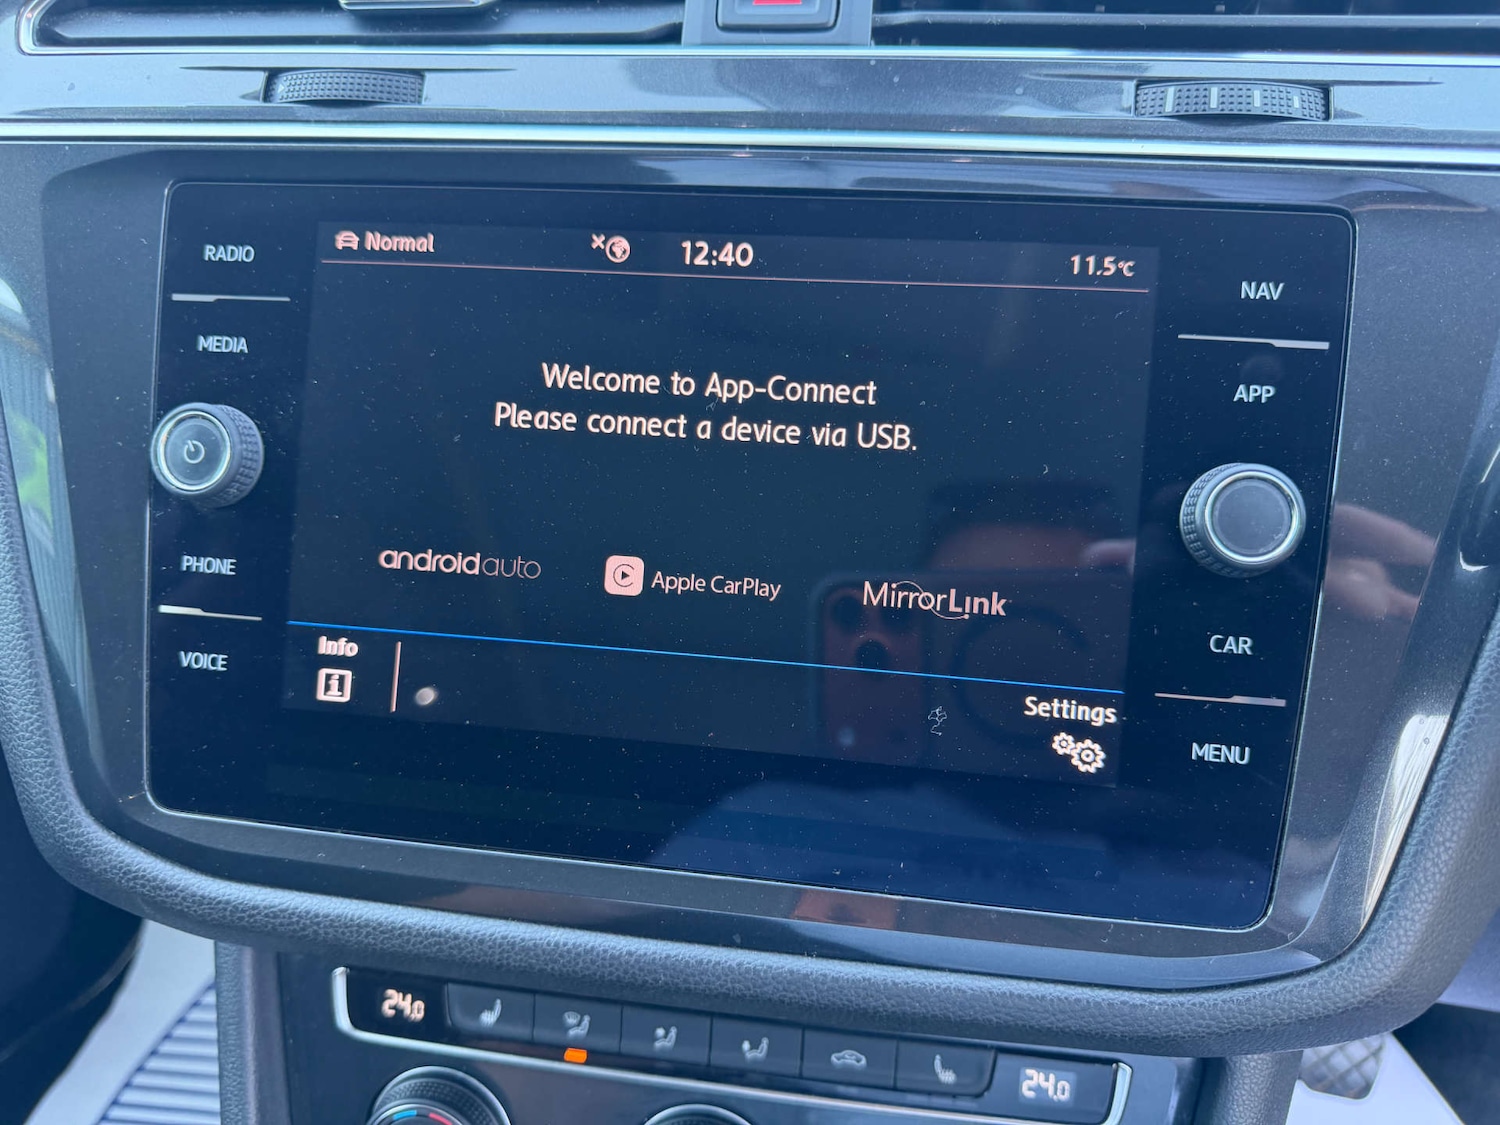 RADIO
MEDIA
PHONE
VOICE
Normal
12:40
11.5°C
Welcome to App-Connect
Please connect a device via USB.
androidauto
Apple CarPlay
MirrorLink
Info
i
Settings
NAV
APP
CAR
MENU
24.0
24.0